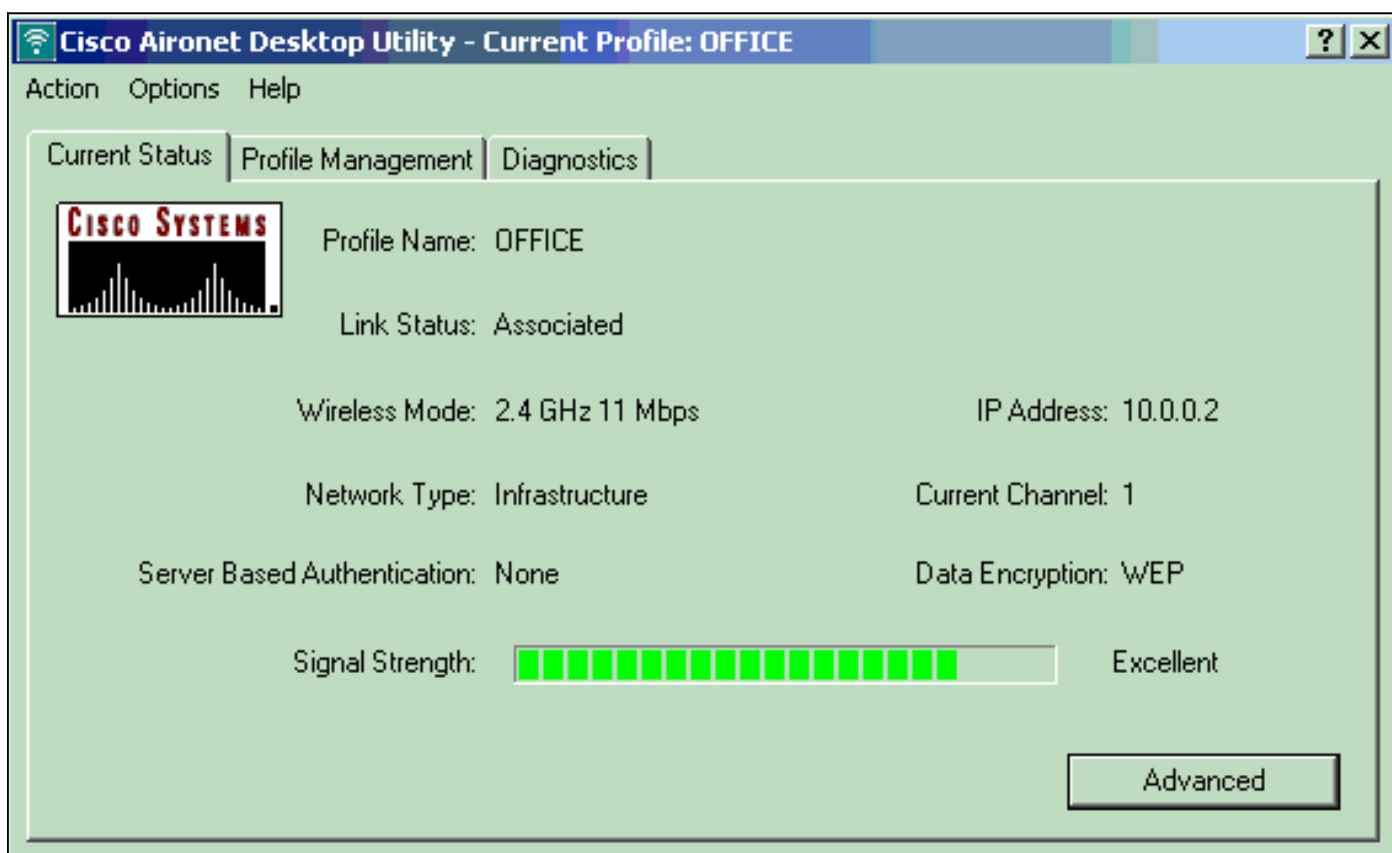 Cisco Aironet Desktop Utility - Current Profile: OFFICE
Action Options Help
Current Status Profile Management Diagnostics
CISCO SYSTEMS
Profile Name: OFFICE
Link Status: Associated
Wireless Mode: 2.4 GHz 11 Mbps IP Address: 10.0.0.2
Network Type: Infrastructure Current Channel: 1
Server Based Authentication: None Data Encryption: WEP
Signal Strength: Excellent
Advanced